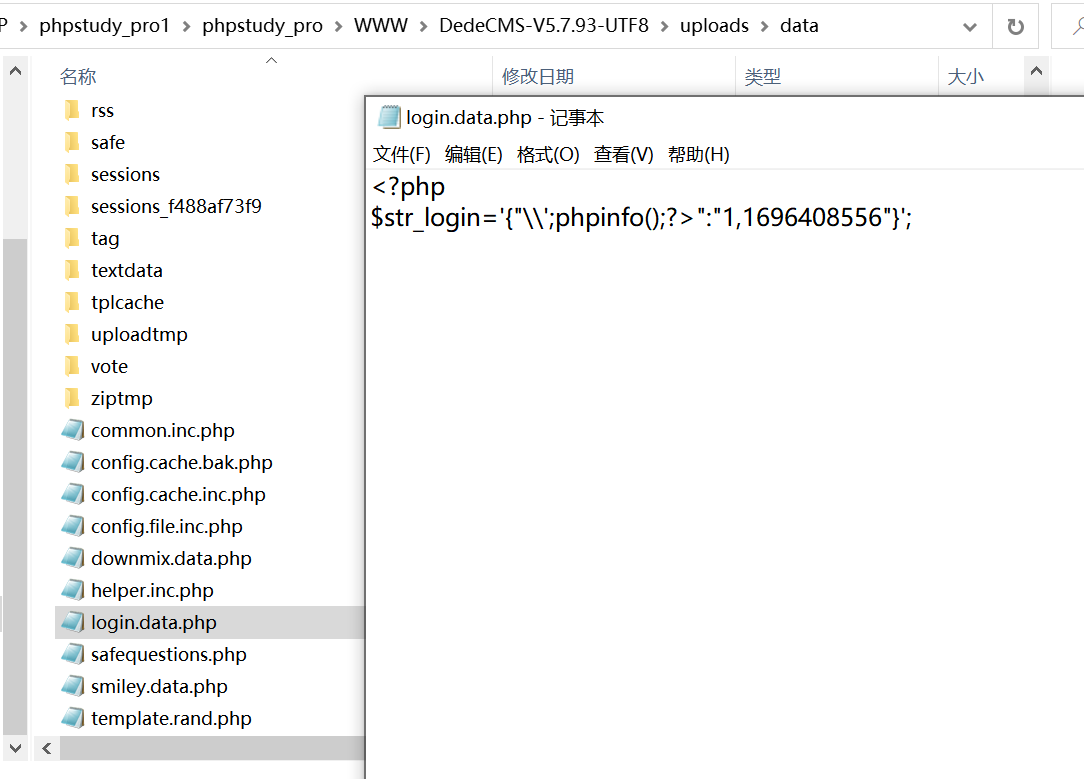 phpstudy_pro1 > phpstudy_pro > WWW > DedeCMS-V5.7.93-UTF8 > uploads > data
名称 修改日期 类型 大小
rss
safe
sessions
sessions_f488af73f9
tag
textdata
tplcache
uploadtmp
vote
ziptmp
common.inc.php
config.cache.bak.php
config.cache.inc.php
config.file.inc.php
downmix.data.php
helper.inc.php
login.data.php
safequestions.php
smiley.data.php
template.rand.php
login.data.php - 记事本
文件(F) 编辑(E) 格式(O) 查看(V) 帮助(H)
<?php
$str_login='{"\\';phpinfo();?>":"1,1696408556"}';